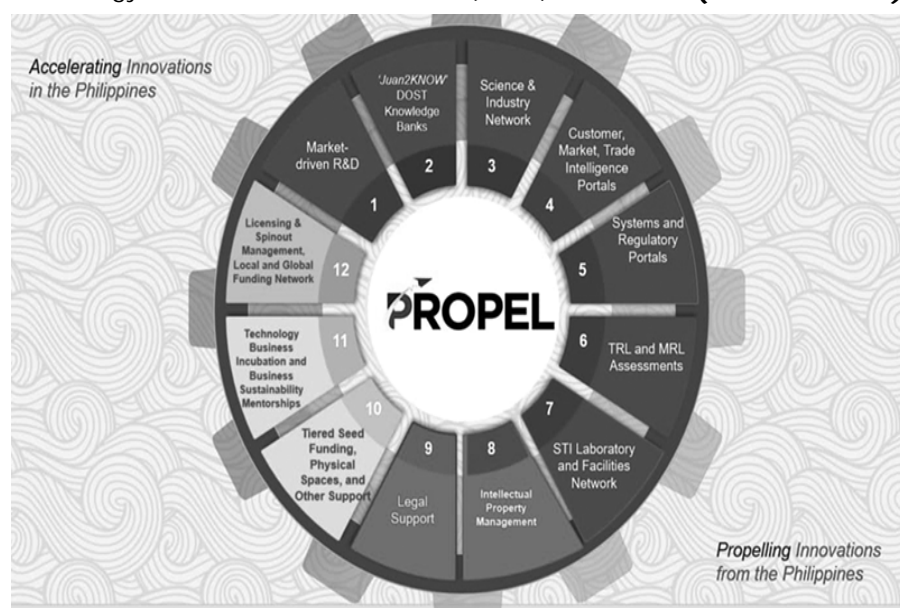 Accelerating Innovations
in the Philippines
Market-
driven R&D
1
'Juan2KNOW'
DOST
Knowledge
Banks
2
Science &
Industry
Network
3
Customer,
Market, Trade
Intelligence
Portals
4
Systems and
Regulatory
Portals
5
6
TRL and MRL
Assessments
7
STI Laboratory
and Facilities
Network
8
Intellectual
Property
Management
9
Legal
Support
10
Tiered Seed
Funding,
Physical
Spaces, and
Other Support
11
Technology
Business
Incubation and
Business
Sustainability
Mentorships
12
Licensing &
Spinout
Management,
Local and Global
Funding Network
PROPEL
Propelling Innovations
from the Philippines